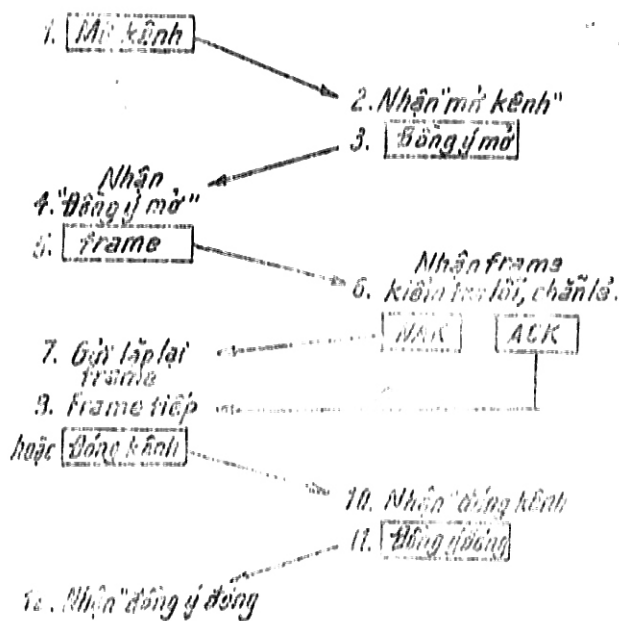 1. Mở kênh
2. Nhận "mở kênh"
3. Đồng ý mở
Nhận
4. "Đồng ý mở"
5. frame
Nhận frame
6. kiểm tra lỗi, chẵn lẻ.
NAK ACK
7. Gửi lặp lại
frame
9. Frame tiếp
hoặc Đóng kênh
10. Nhận "đóng kênh
11. Đồng ý đóng
12. Nhận "đồng ý đóng